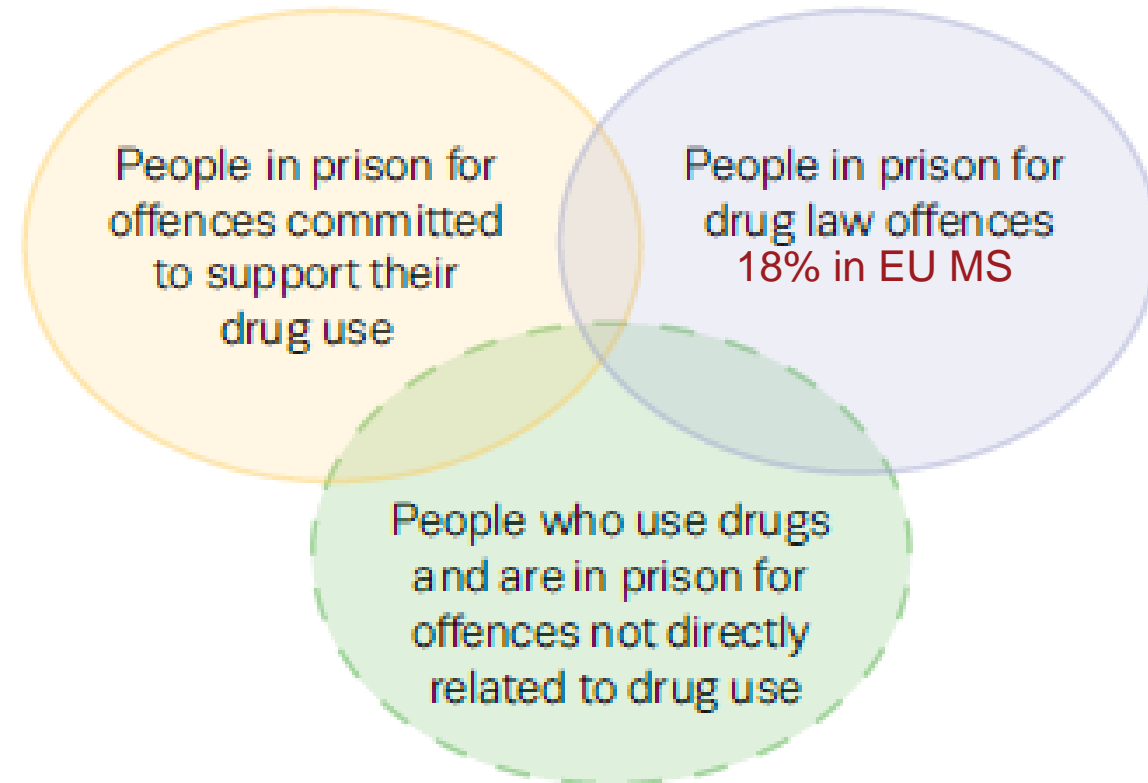 People in prison for
offences committed
to support their
drug use
People in prison for
drug law offences
18% in EU MS
People who use drugs
and are in prison for
offences not directly
related to drug use